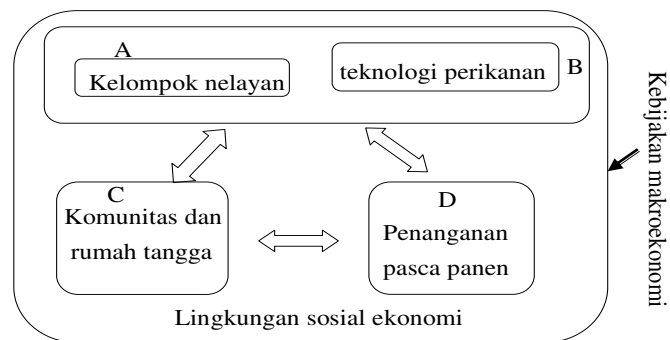 A
Kelompok nelayan
teknologi perikanan
B
C
Komunitas dan
rumah tangga
D
Penanganan
pasca panen
Lingkungan sosial ekonomi
Kebijakan makroekonomi